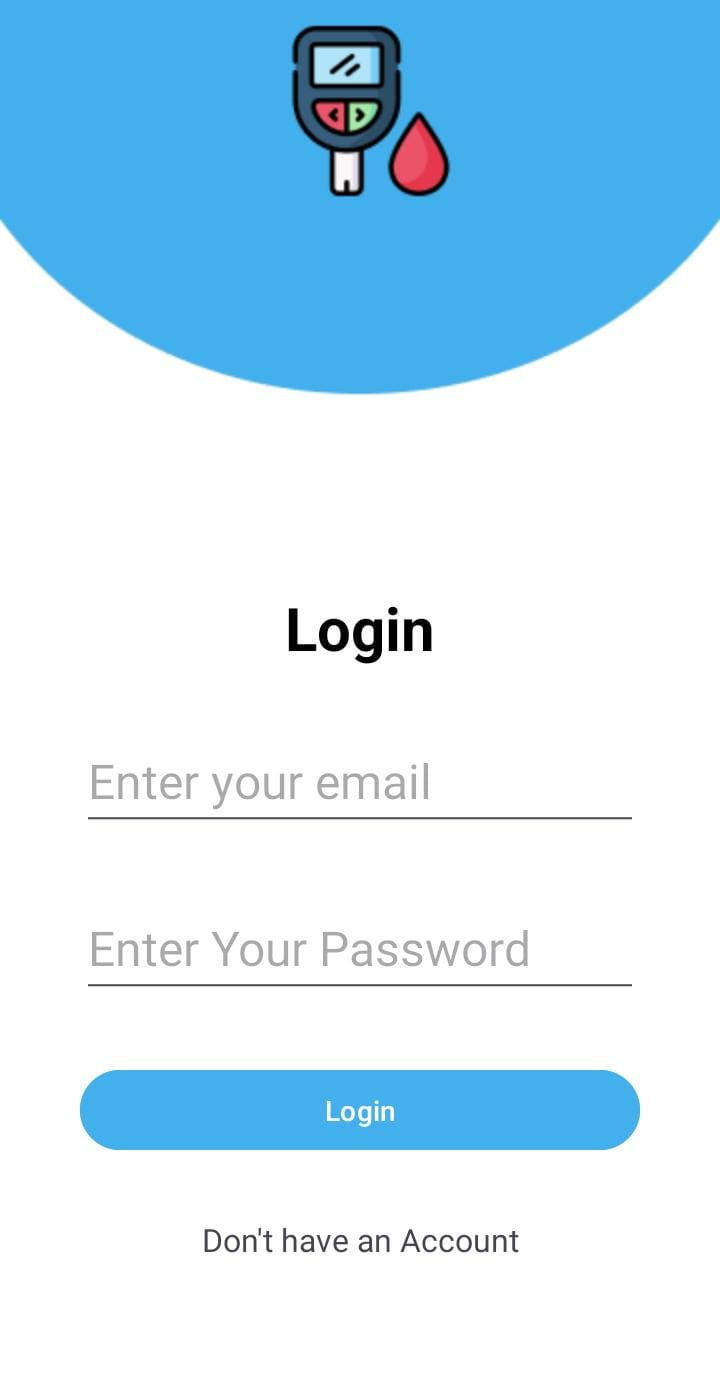 Login
Enter your email
Enter Your Password
Login
Don't have an Account